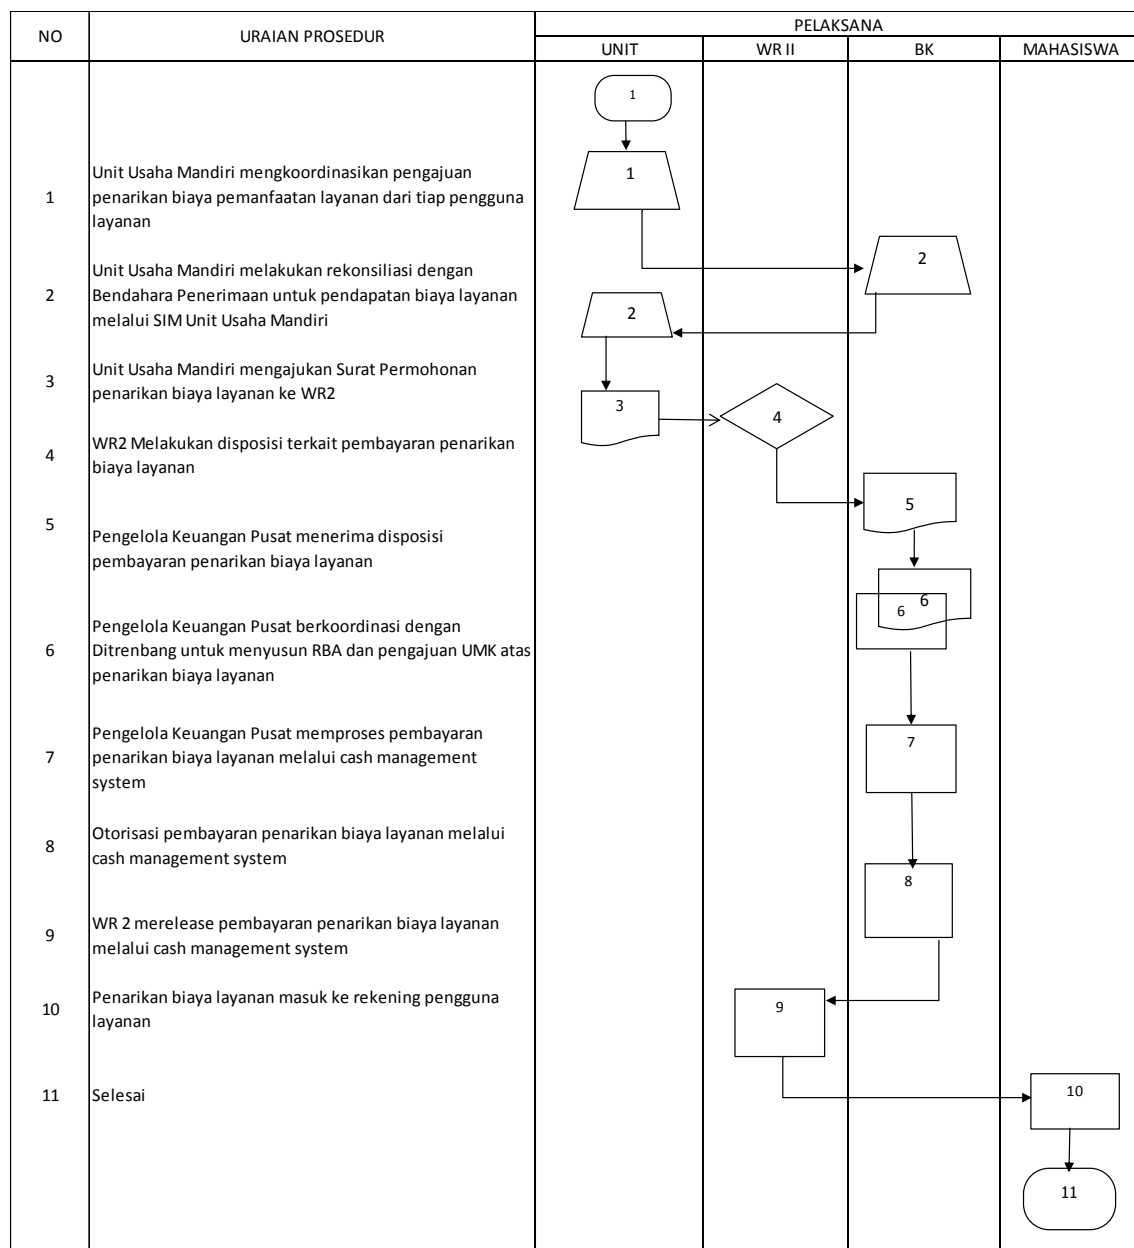 NO
URAIAN PROSEDUR
PELAKSANA
UNIT
WR II
BK
MAHASISWA
1
1
Unit Usaha Mandiri mengkoordinasikan pengajuan
penarikan biaya pemanfaatan layanan dari tiap pengguna
layanan
1
2
Unit Usaha Mandiri melakukan rekonsiliasi dengan
Bendahara Penerimaan untuk pendapatan biaya layanan
melalui SIM Unit Usaha Mandiri
2
2
3
Unit Usaha Mandiri mengajukan Surat Permohonan
penarikan biaya layanan ke WR2
3
4
WR2 Melakukan disposisi terkait pembayaran penarikan
biaya layanan
4
5
Pengelola Keuangan Pusat menerima disposisi
pembayaran penarikan biaya layanan
5
6
Pengelola Keuangan Pusat berkoordinasi dengan
Ditrenbang untuk menyusun RBA dan pengajuan UMK atas
penarikan biaya layanan
6
6
7
Pengelola Keuangan Pusat memproses pembayaran
penarikan biaya layanan melalui cash management
system
7
8
Otorisasi pembayaran penarikan biaya layanan melalui
cash management system
8
9
WR 2 merelease pembayaran penarikan biaya layanan
melalui cash management system
9
10
Penarikan biaya layanan masuk ke rekening pengguna
layanan
10
11
Selesai
11